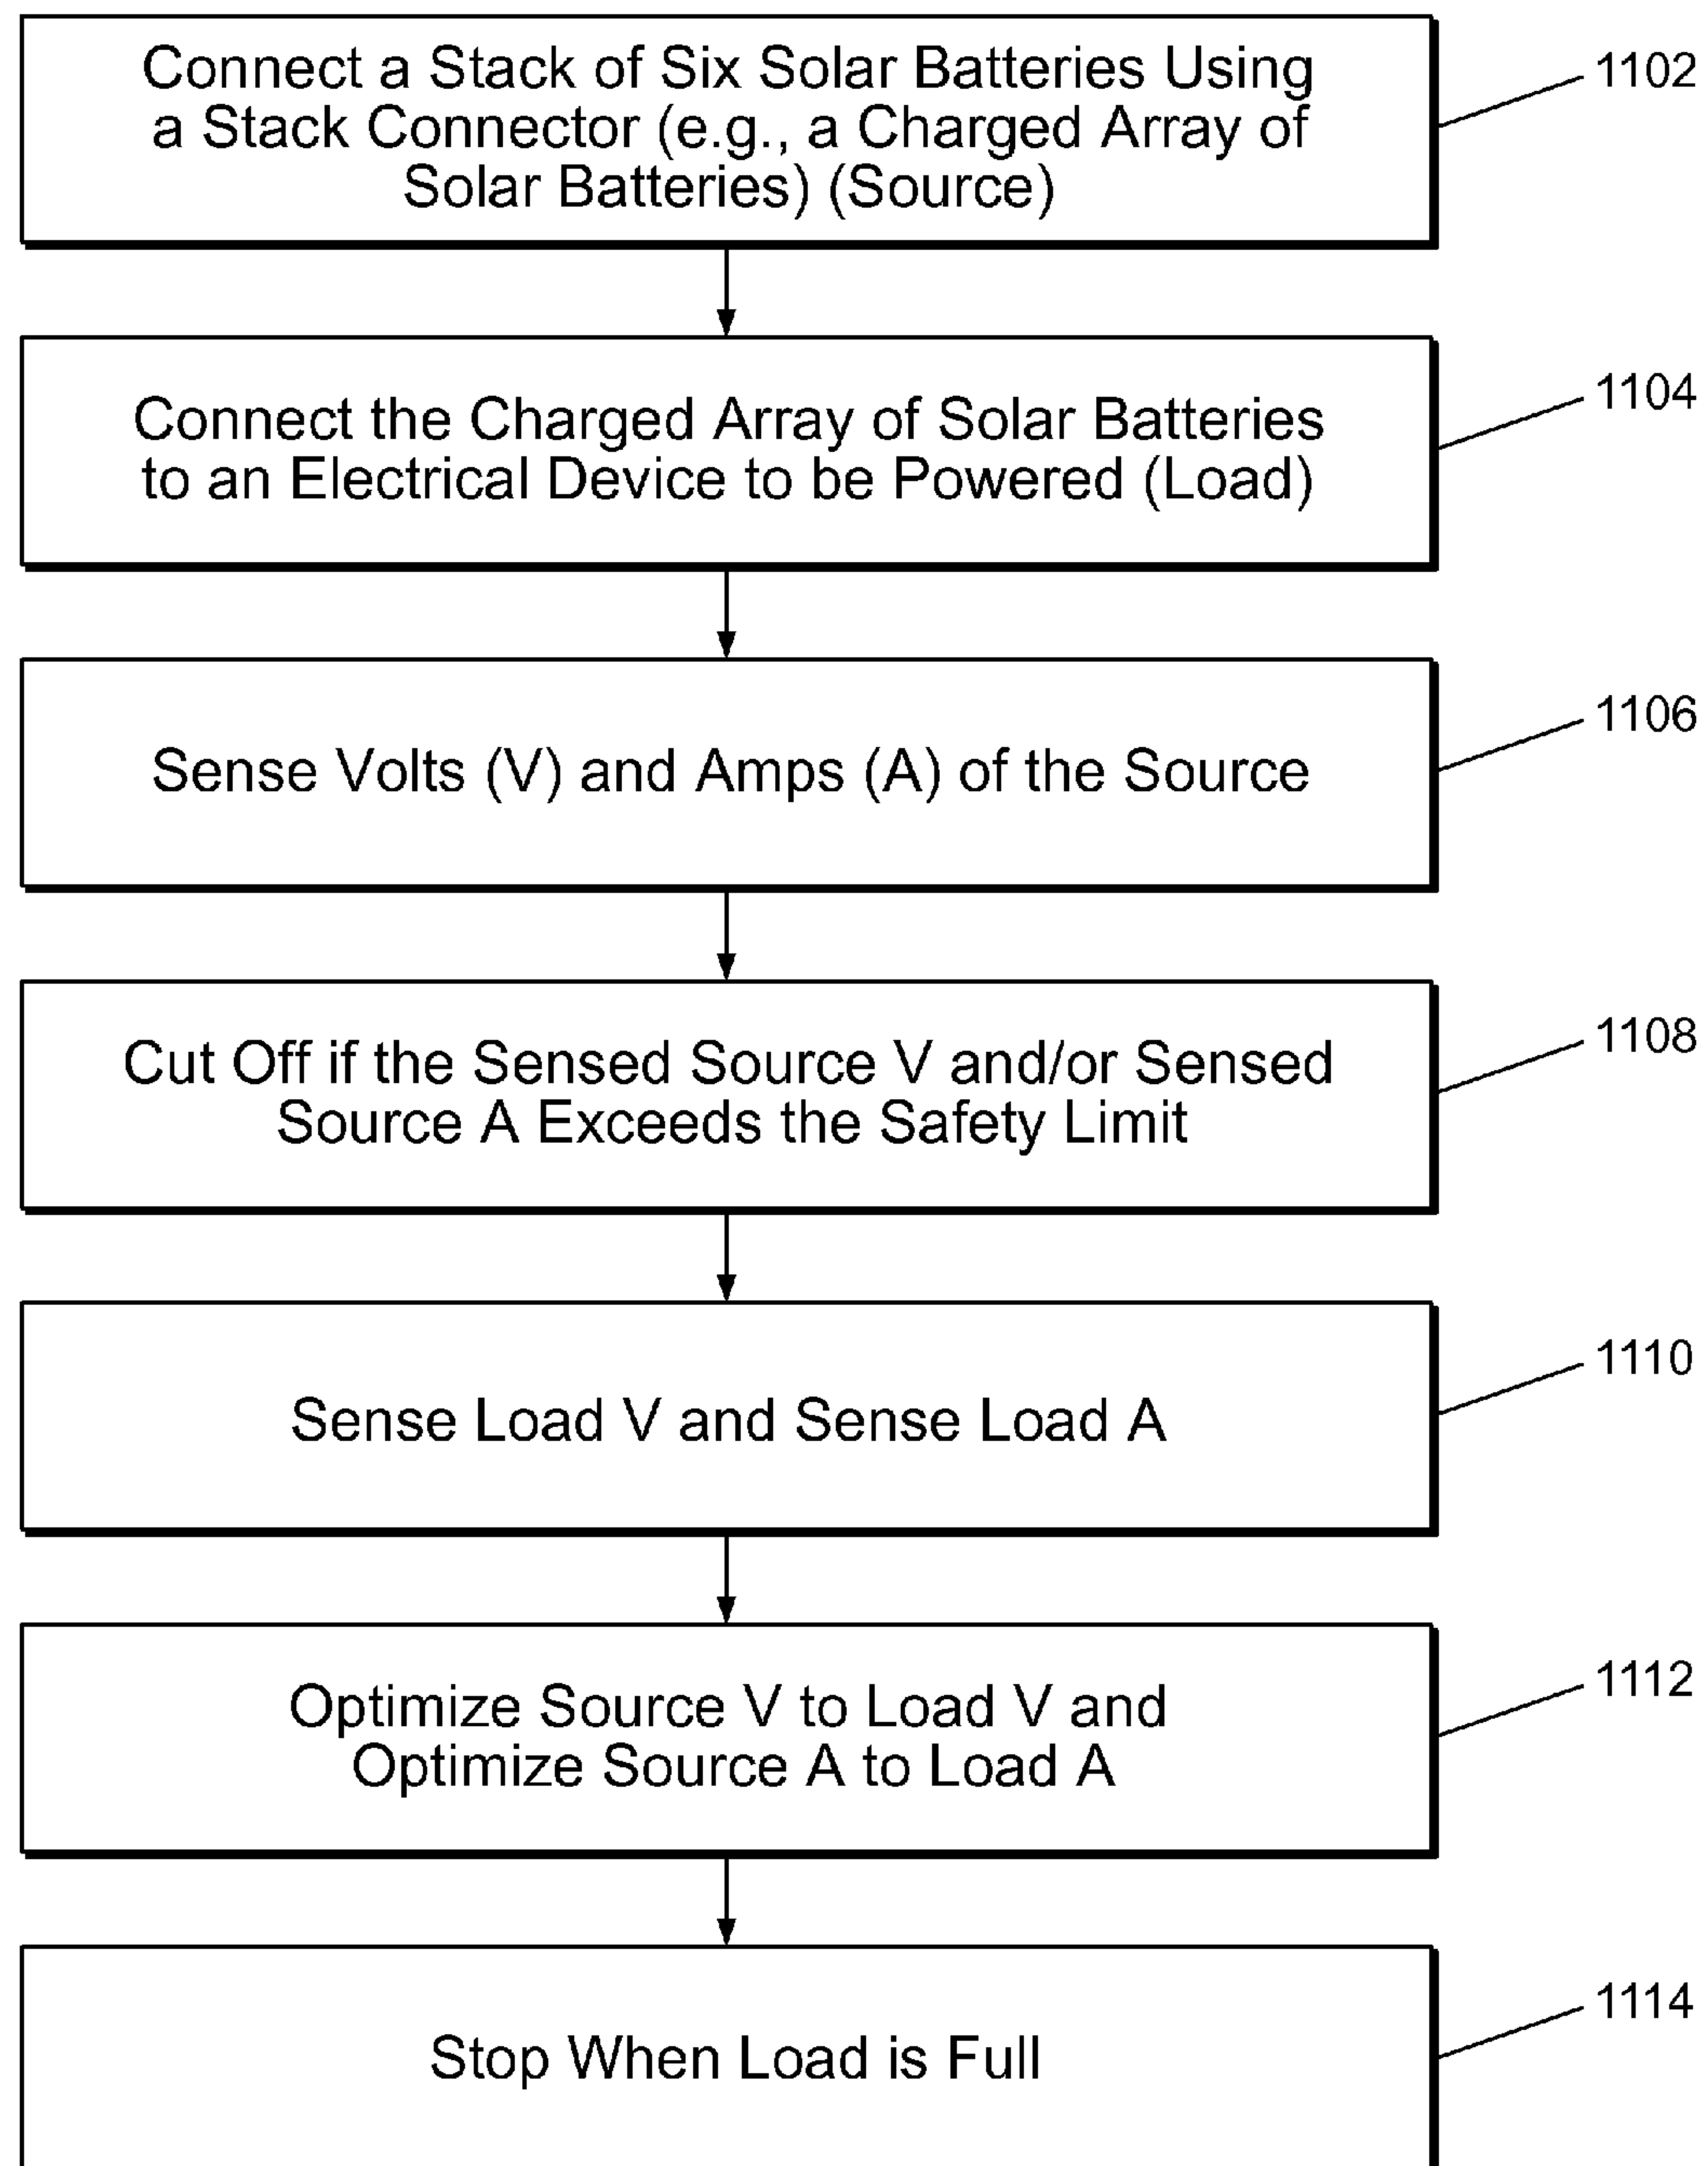 Connect a Stack of Six Solar Batteries Using
a Stack Connector (e.g., a Charged Array of
Solar Batteries) (Source)
1102
Connect the Charged Array of Solar Batteries
to an Electrical Device to be Powered (Load)
1104
Sense Volts (V) and Amps (A) of the Source
1106
Cut Off if the Sensed Source V and/or Sensed
Source A Exceeds the Safety Limit
1108
Sense Load V and Sense Load A
1110
Optimize Source V to Load V and
Optimize Source A to Load A
1112
Stop When Load is Full
1114